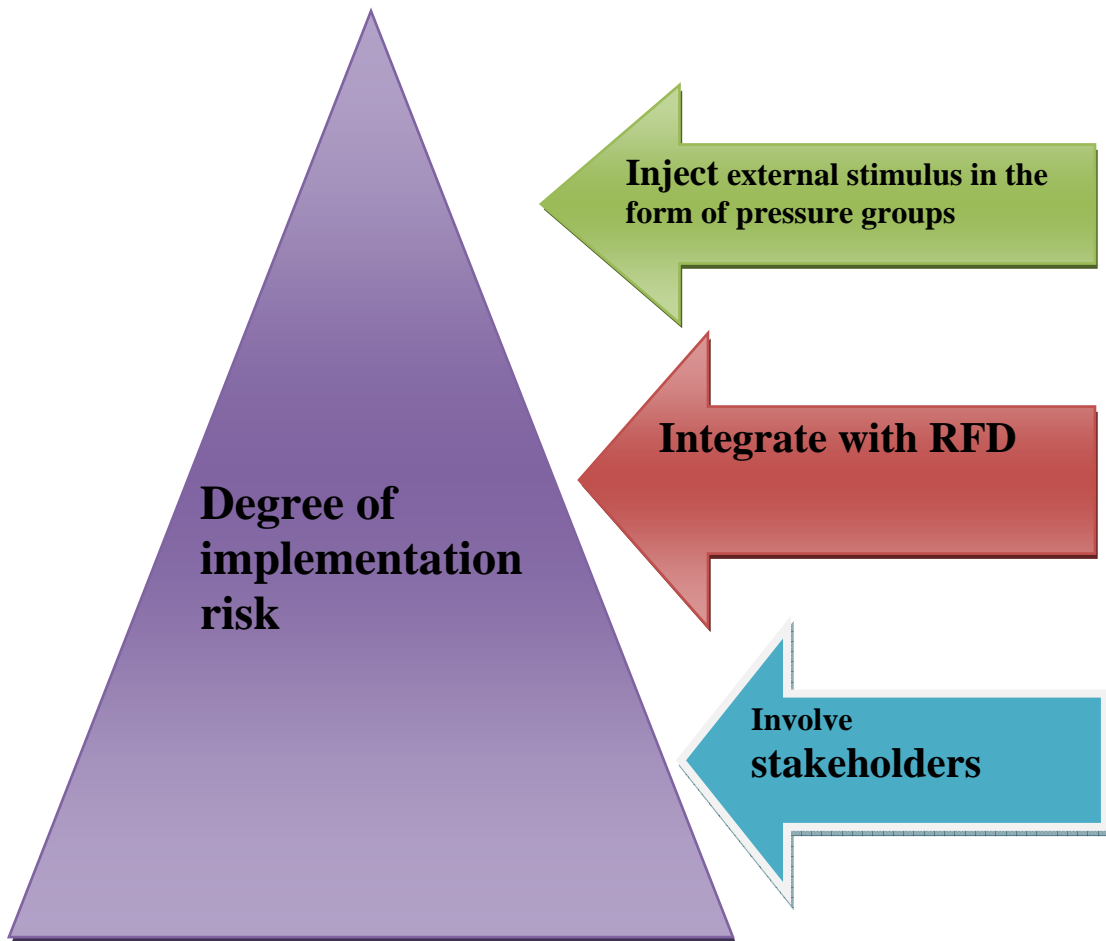 Inject external stimulus in the
form of pressure groups
Integrate with RFD
Degree of
implementation
risk
Involve
stakeholders